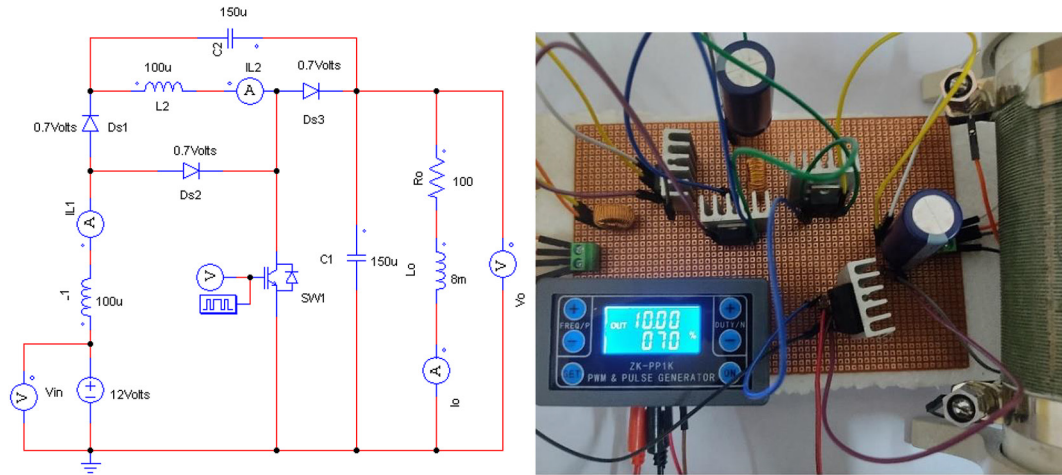 150u
C2
100u
L2
IL2
A
0.7Volts
Ds3
0.7Volts
Ds1
0.7Volts
Ds2
IL1
A
100u
Vin
V
12Volts
V
SW1
C1
150u
Ro
100
Lo
8m
A
Io
V
Vo
FREQ/P
OUT 10.00
070 %
DUTY/N
SET
ZK-PP1K
ON
PWM & PULSE GENERATOR